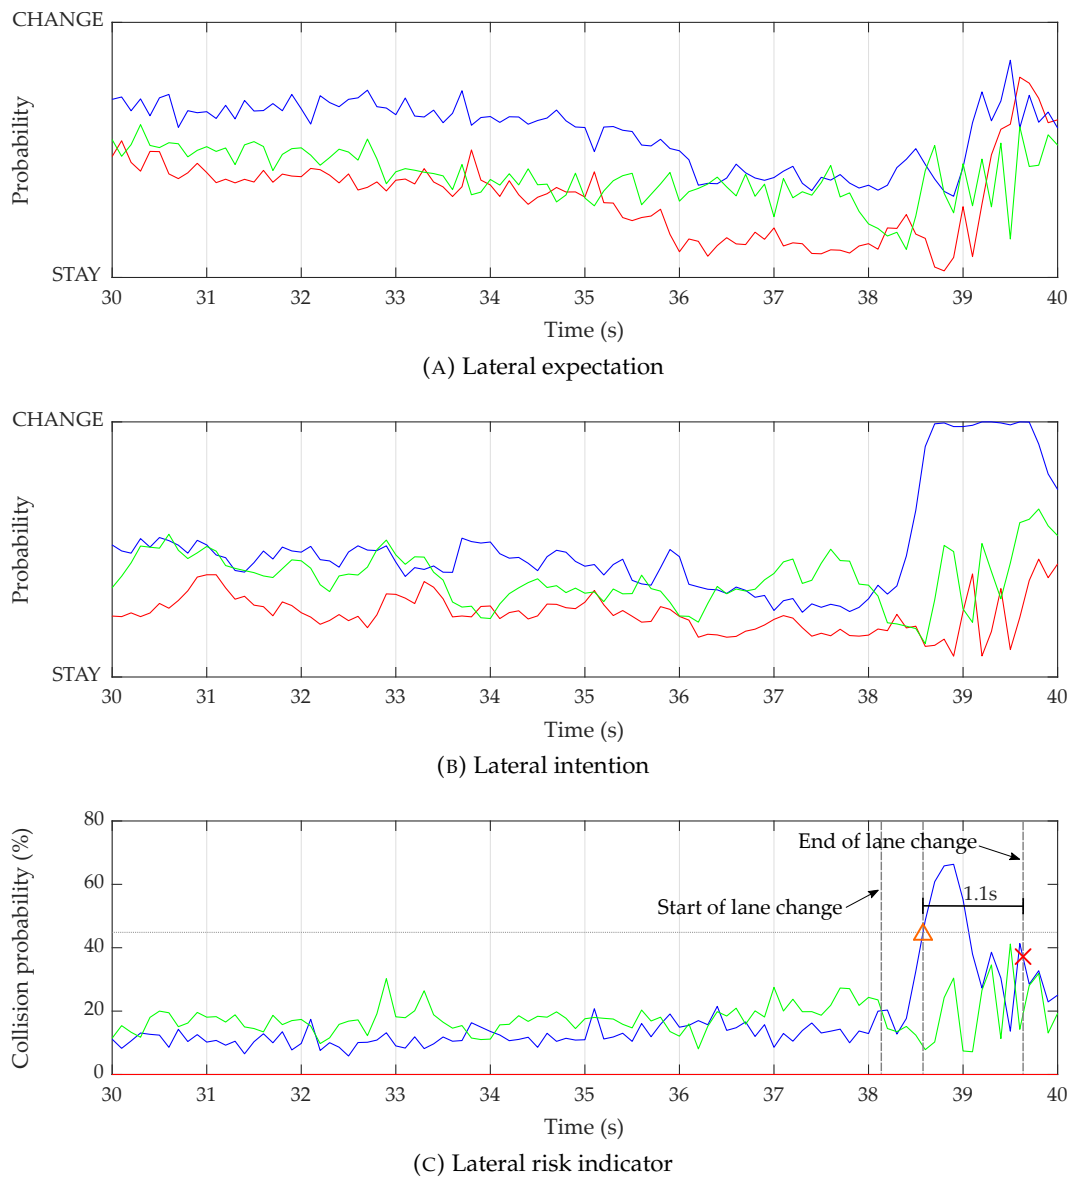 CHANGE
Probability
STAY
30 31 32 33 34 35 36 37 38 39 40
Time (s)
(A) Lateral expectation
CHANGE
Probability
STAY
30 31 32 33 34 35 36 37 38 39 40
Time (s)
(B) Lateral intention
80
60
40
20
0
Collision probability (%)
End of lane change
1.1s
Start of lane change
30 31 32 33 34 35 36 37 38 39 40
Time (s)
(C) Lateral risk indicator